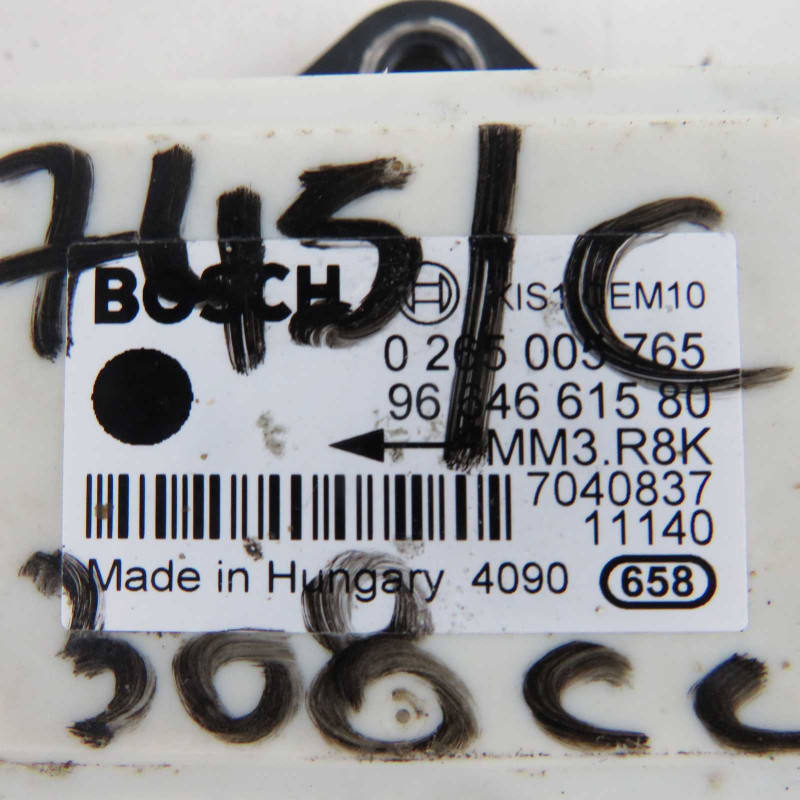 745/C
BOSCH
0 265 005 765
96 646 615 80
MM3.R8K
7040837
11140
Made in Hungary 4090 658
308 CC